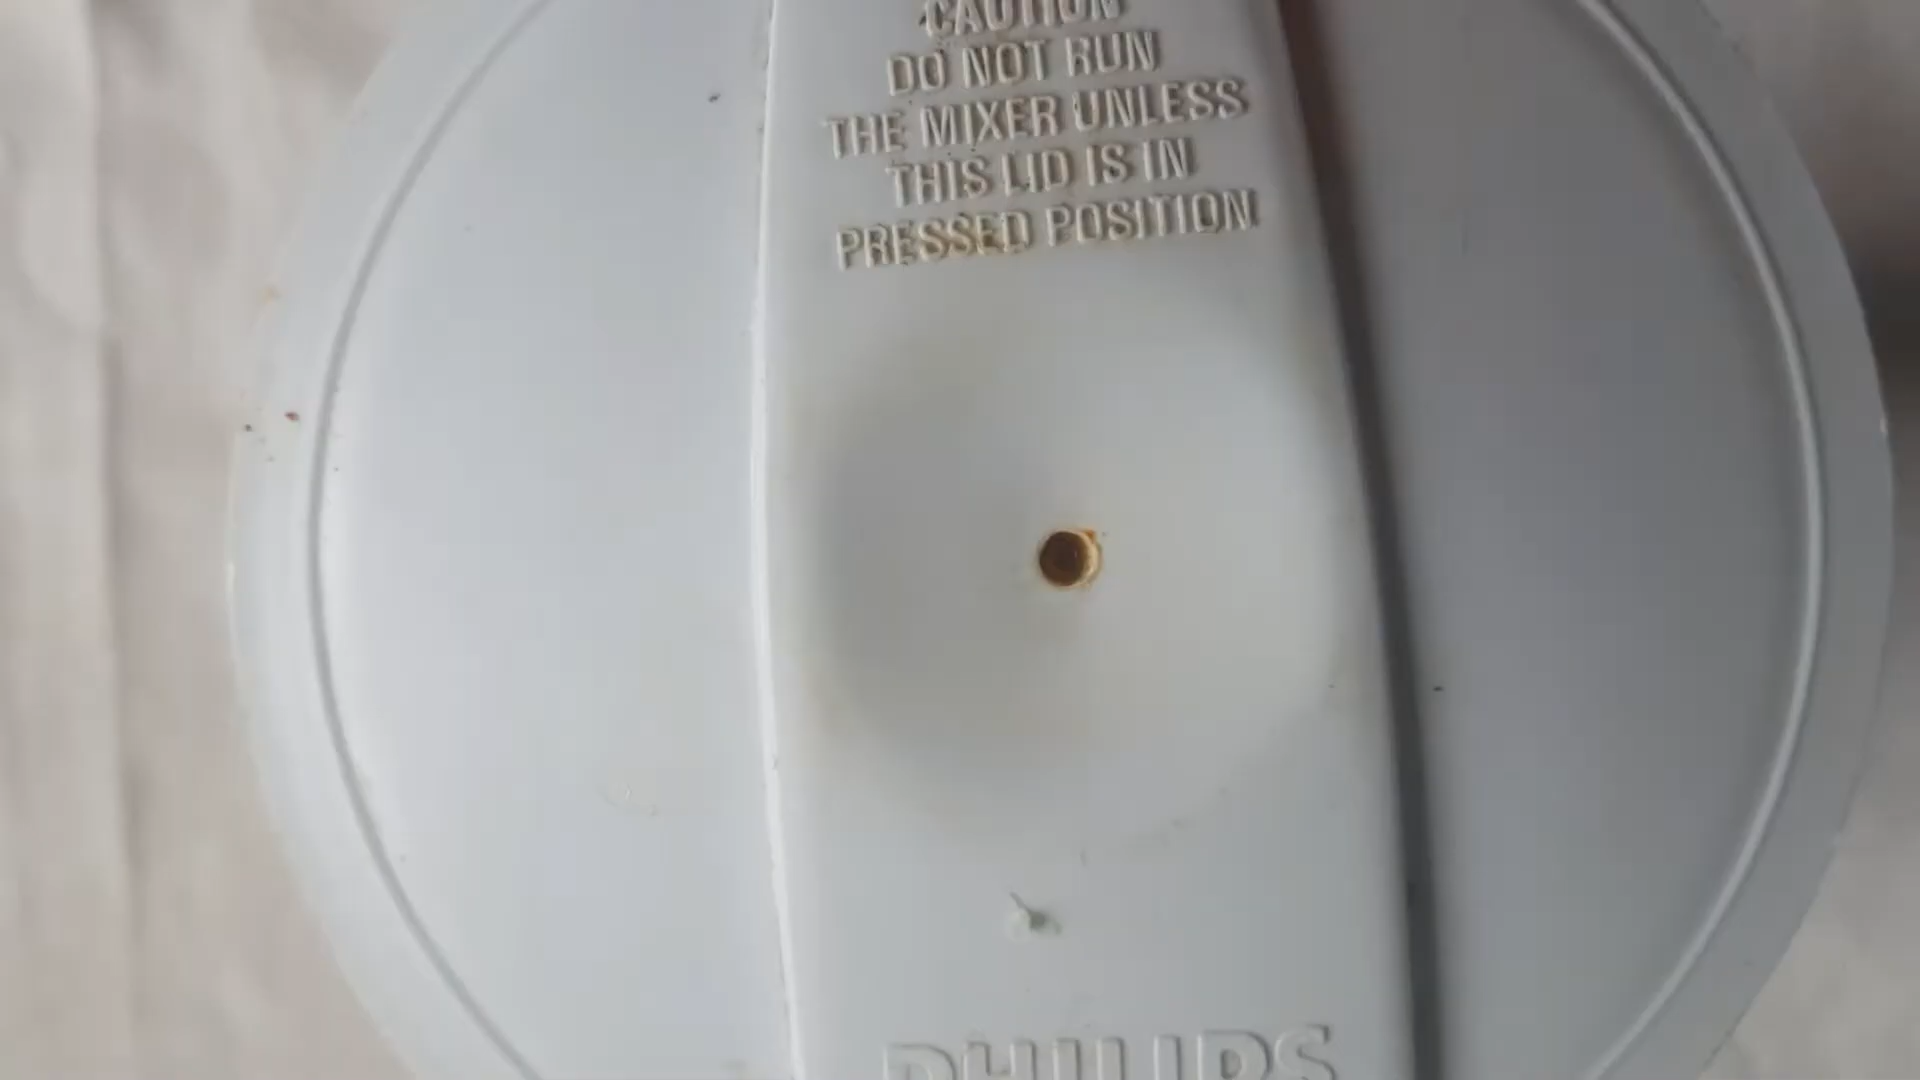 CAUTION
DO NOT RUN
THE MIXER UNLESS
THIS LID IS IN
PRESSED POSITION
PHILIPS